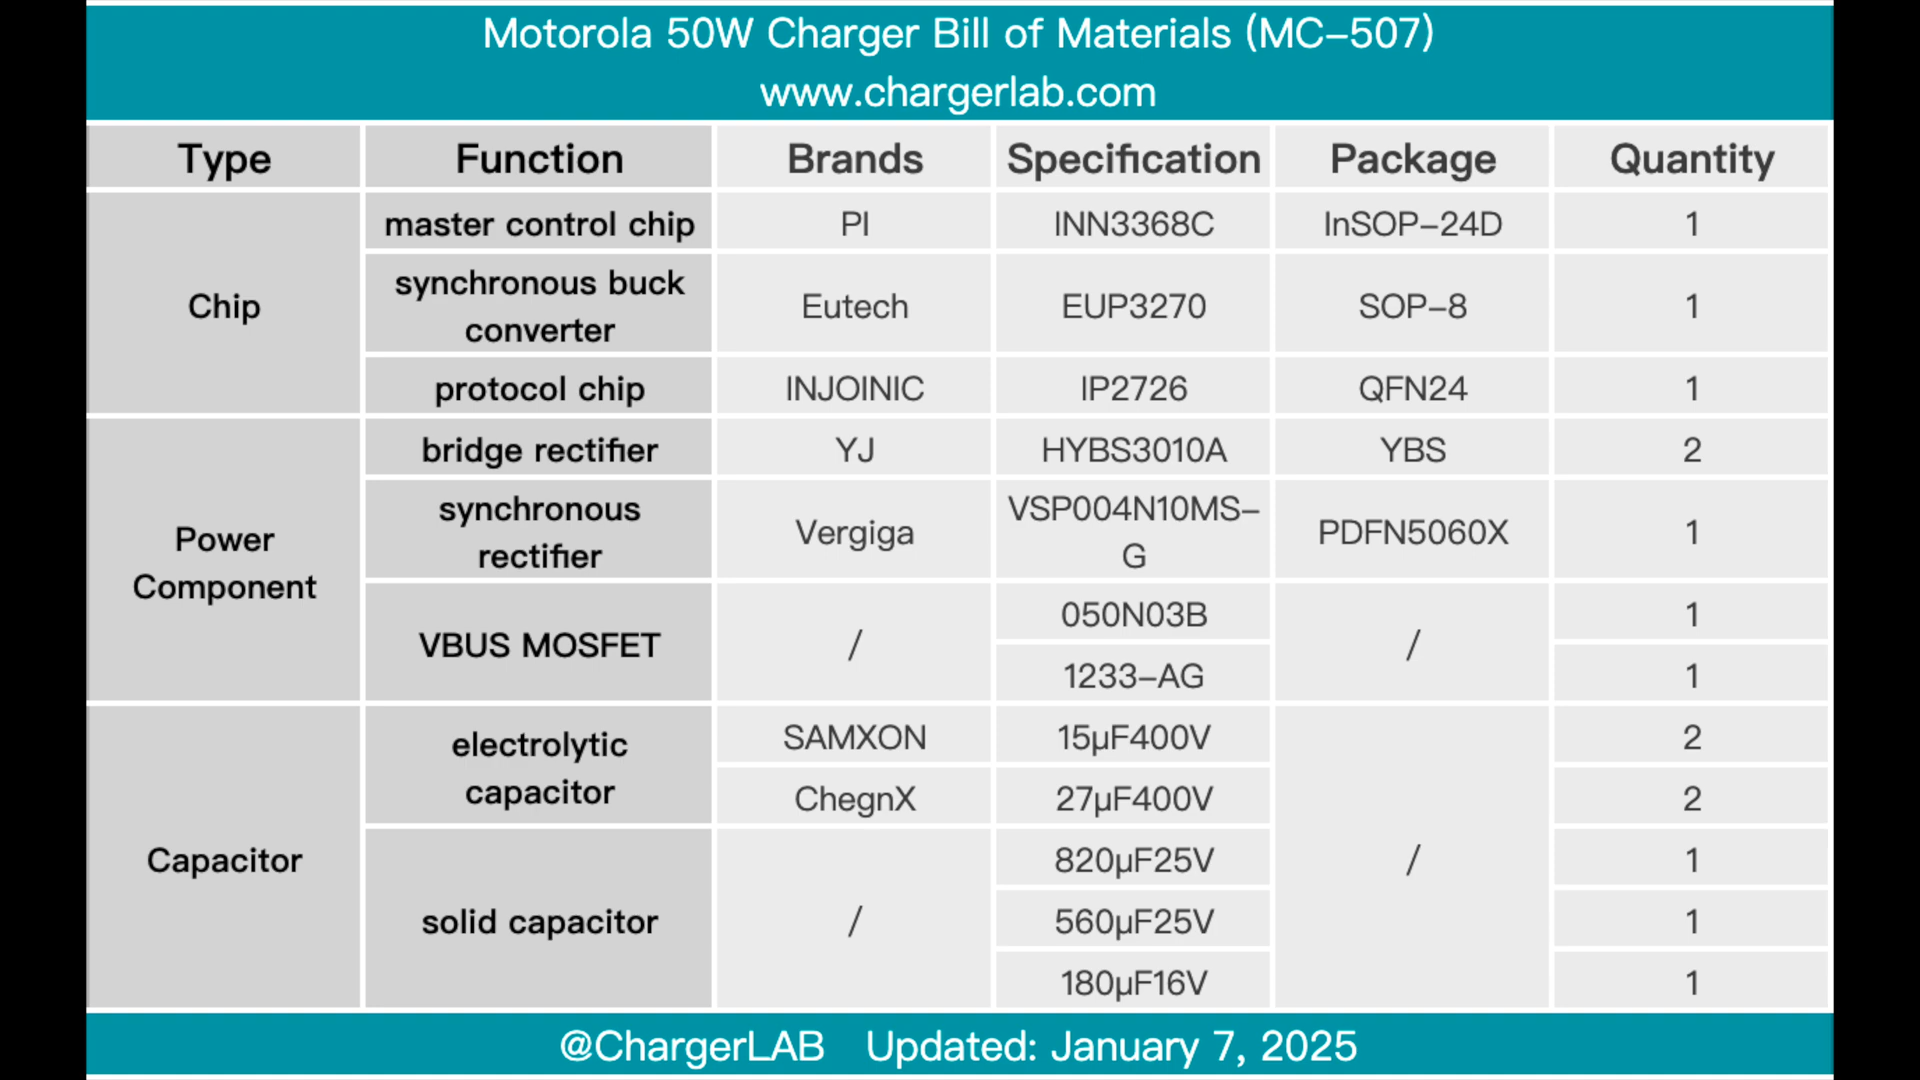 Motorola 50W Charger Bill of Materials (MC-507)
www.chargerlab.com
Type Function Brands Specification Package Quantity
Chip
master control chip PI INN3368C InSOP-24D 1
synchronous buck
converter
Eutech EUP3270 SOP-8 1
protocol chip INJOINIC IP2726 QFN24 1
Power
Component
bridge rectifier YJ HYBS3010A YBS 2
synchronous
rectifier
Vergiga
VSP004N10MS-
G
PDFN5060X 1
VBUS MOSFET /
050N03B
1233-AG
/
1
1
Capacitor
electrolytic
capacitor
SAMXON 15µF400V 2
ChegnX 27µF400V 2
solid capacitor /
820µF25V 1
560µF25V 1
180µF16V 1
/
@ChargerLAB Updated: January 7, 2025